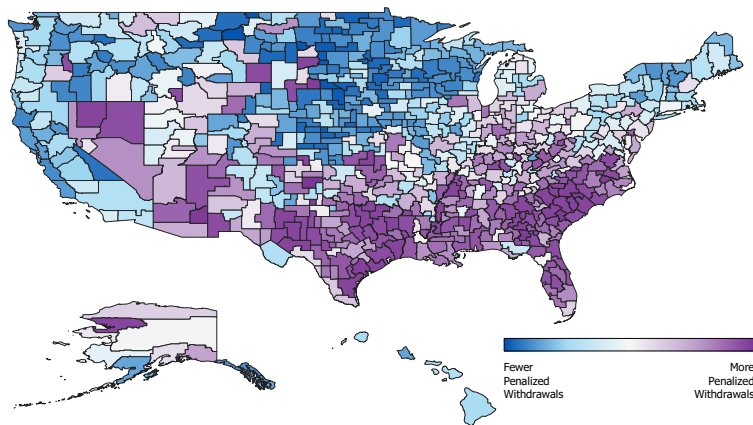 Fewer
Penalized
Withdrawals
More
Penalized
Withdrawals